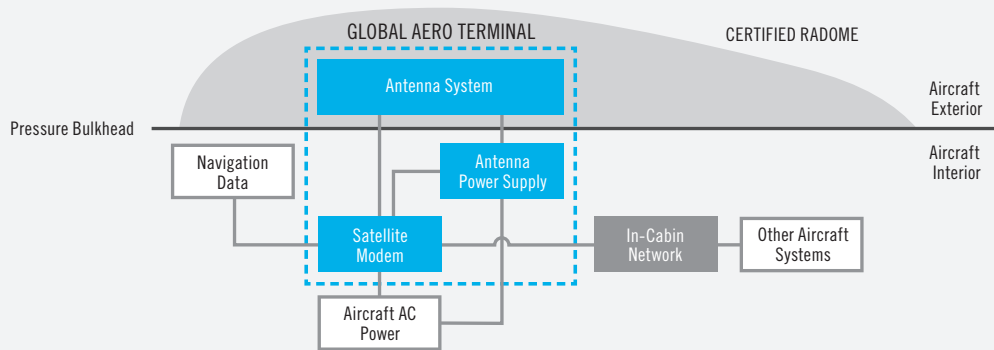 GLOBAL AERO TERMINAL
CERTIFIED RADOME
Antenna System
Aircraft
Exterior
Pressure Bulkhead
Aircraft
Interior
Navigation
Data
Antenna
Power Supply
Satellite
Modem
In-Cabin
Network
Other Aircraft
Systems
Aircraft AC
Power